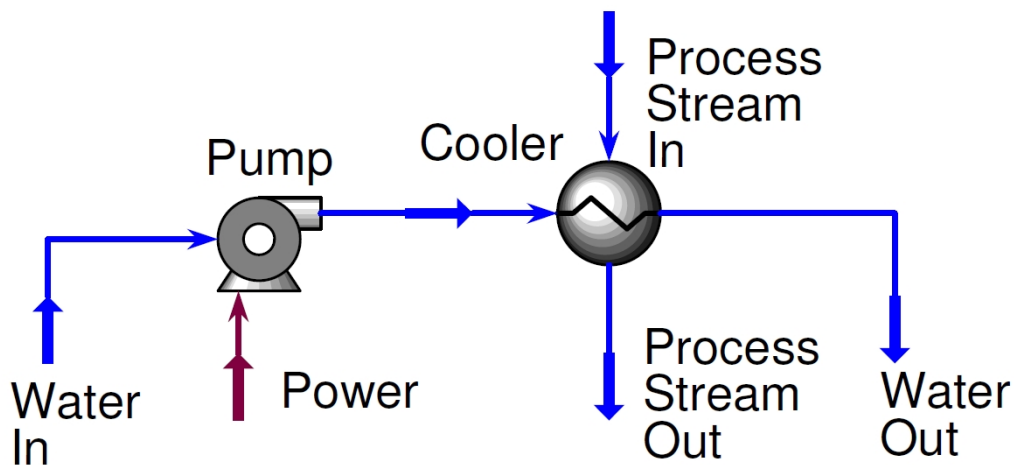 Process
Stream
In
Cooler
Pump
Water
In
Power
Process
Stream
Out
Water
Out